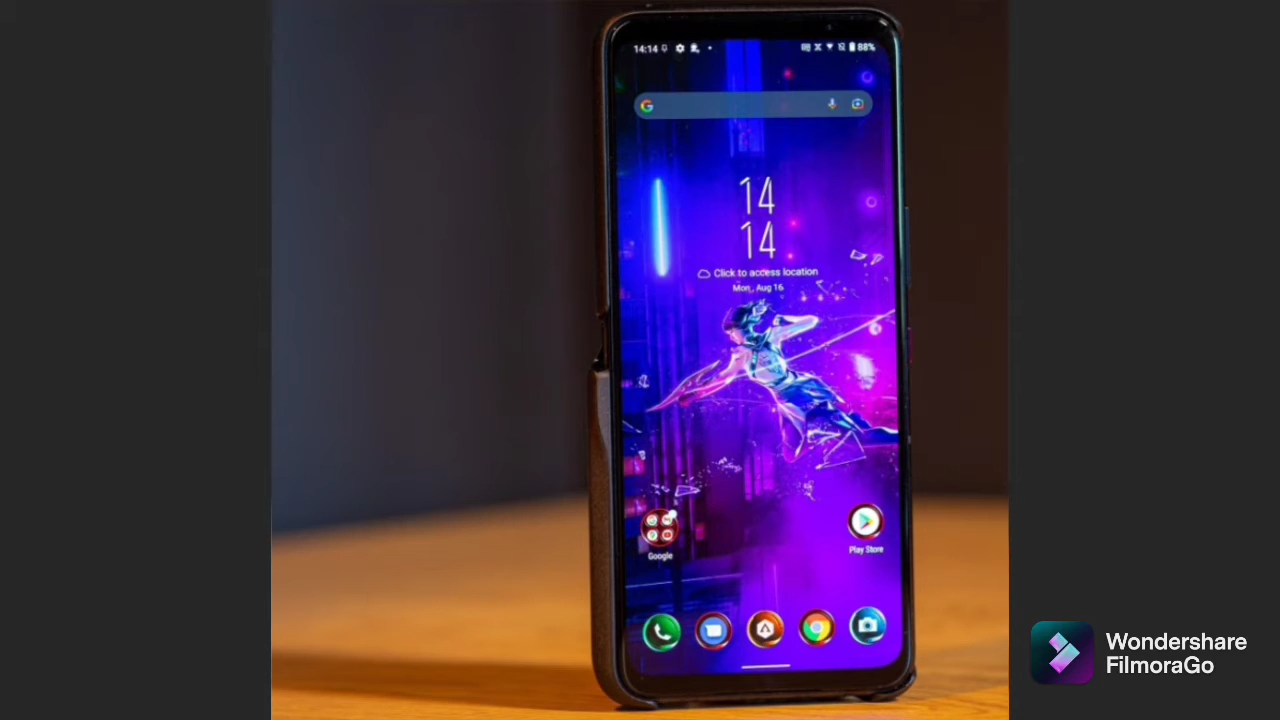 14:14
88%
14
14
Click to access location
Mon, Aug 16
Google
Play Store
Wondershare
FilmoraGo